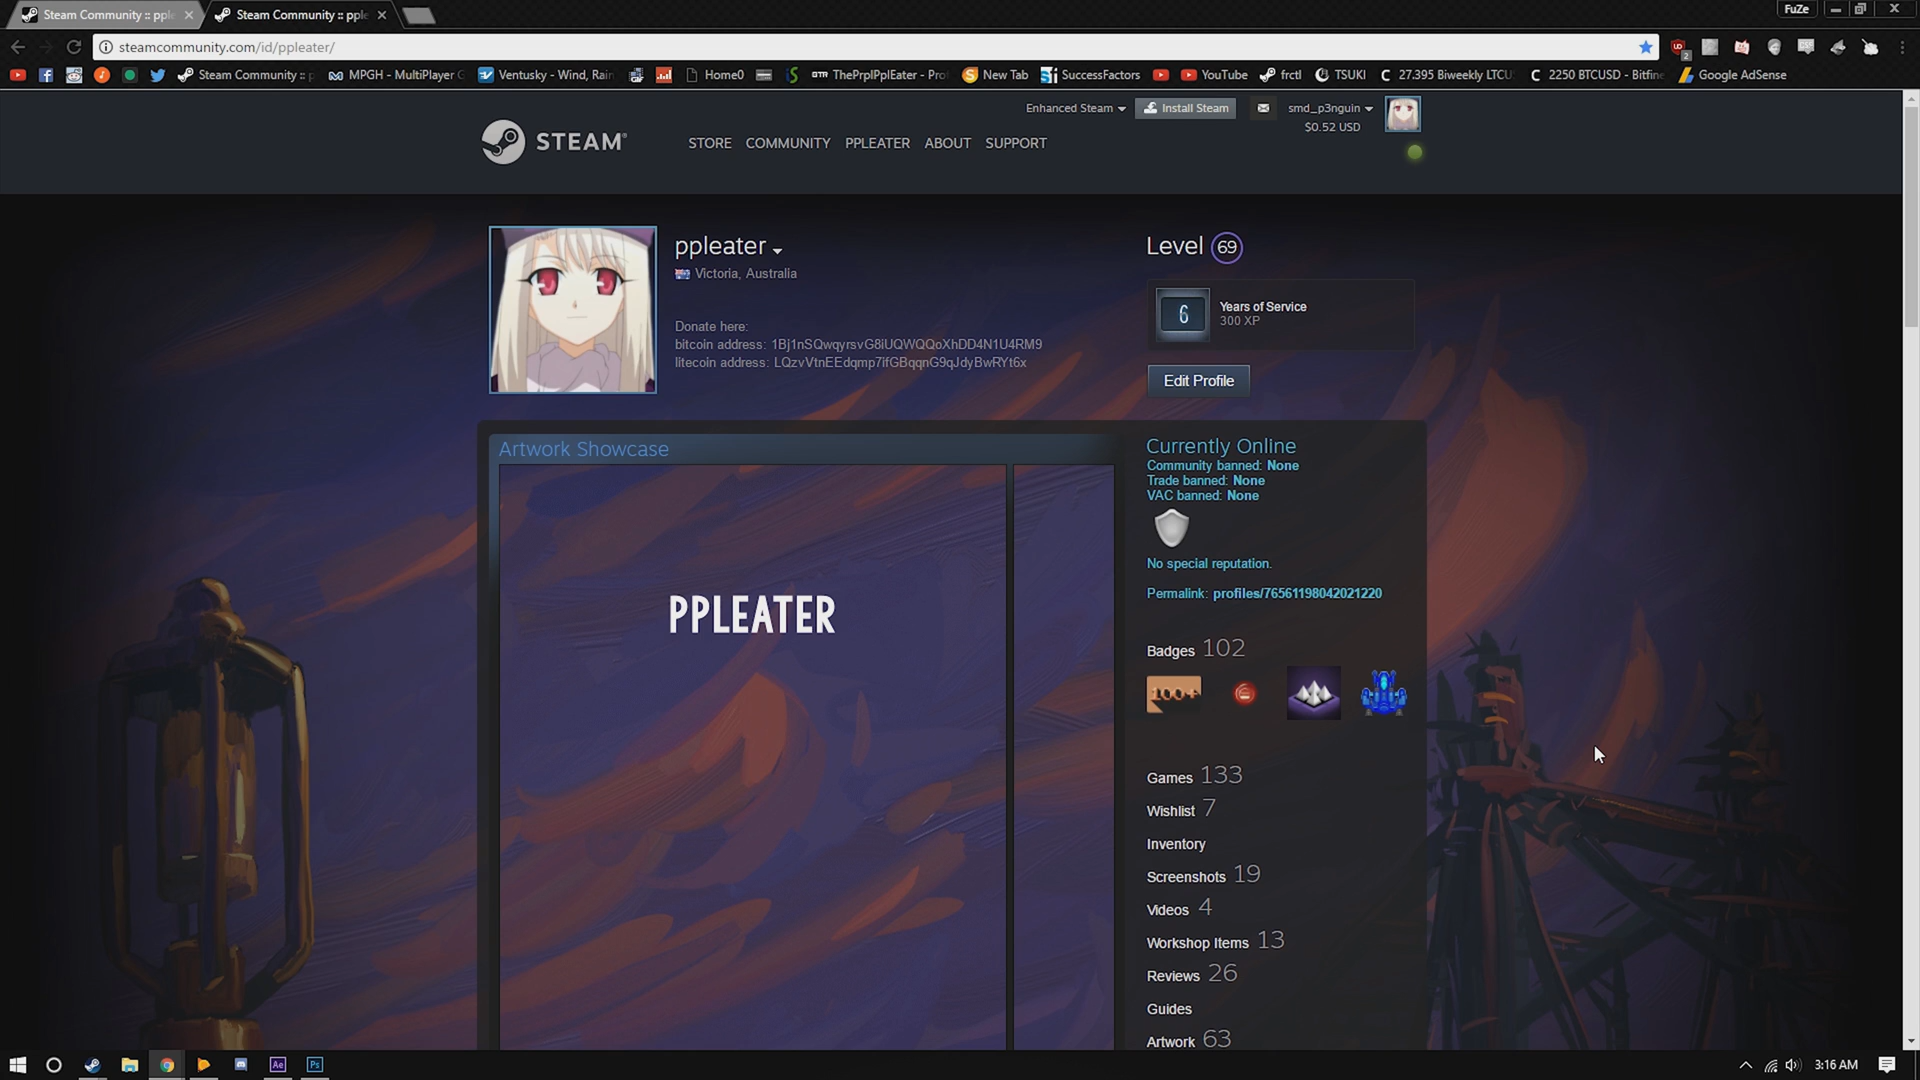 Steam Community :: pple
Steam Community :: pple
FuZe
steamcommunity.com/id/ppleater/
Steam Community :: p
MPGH - MultiPlayer G
Ventusky - Wind, Rain
Home0
ThePrplPplEater - Pro
New Tab
SuccessFactors
YouTube
frctl
TSUKI
27.395 Biweekly LTCU
2250 BTCUSD - Bitfine
Google AdSense
Enhanced Steam
Install Steam
smd_p3nguin
$0.52 USD
STEAM
STORE COMMUNITY PPLEATER ABOUT SUPPORT
ppleater
Victoria, Australia
Donate here:
bitcoin address: 1Bj1nSQwqyrsvG8iUQWQQoXhDD4N1U4RM9
litecoin address: LQzvVtnEEdqmp7ifGBqqnG9qJdyBwRYt6x
Level 69
6
Years of Service
300 XP
Edit Profile
Artwork Showcase
PPLEATER
Currently Online
Community banned: None
Trade banned: None
VAC banned: None
No special reputation.
Permalink: profiles/76561198042021220
Badges 102
100+
Games 133
Wishlist 7
Inventory
Screenshots 19
Videos 4
Workshop Items 13
Reviews 26
Guides
Artwork 63
Ae
Ps
3:16 AM